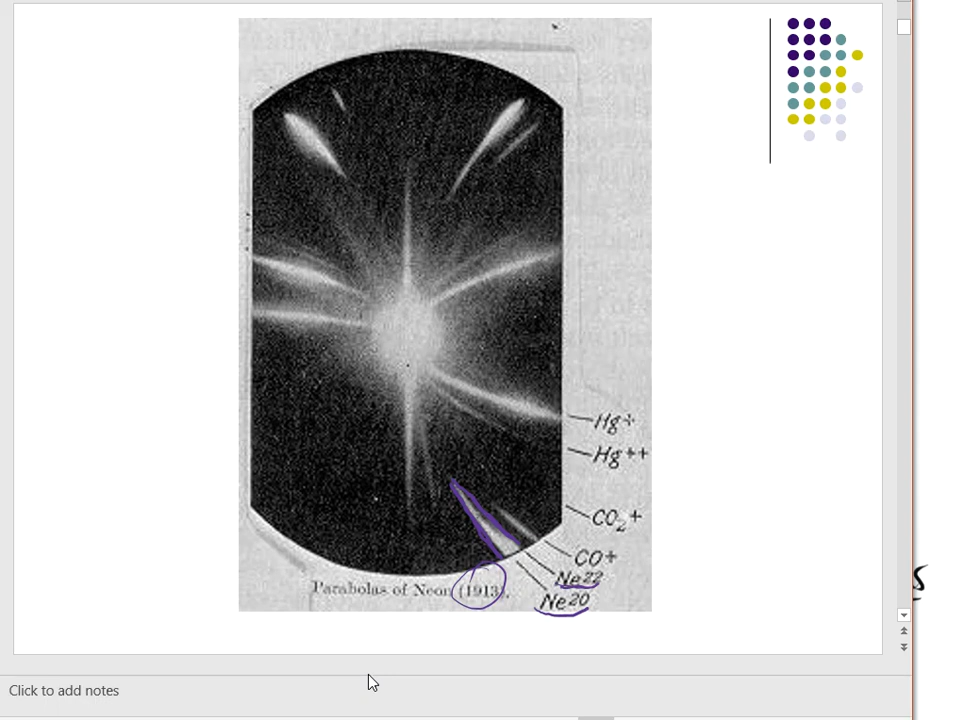 Hg+
Hg++
CO2+
CO+
Ne22
Ne20
Parabolas of Neon (1913).
Click to add notes